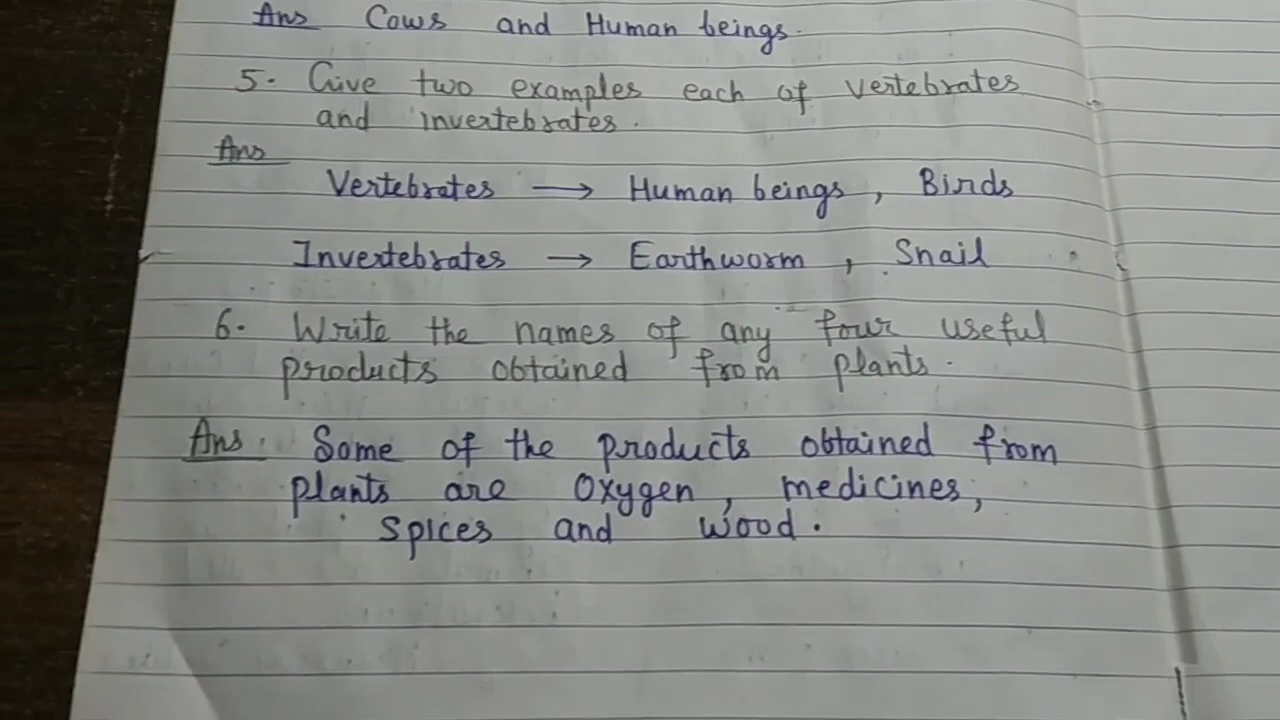 Ans Cows and Human beings.
5. Give two examples each of vertebrates
and invertebrates.
Ans
Vertebrates → Human beings, Birds
Invertebrates → Earthworm, Snail
6. Write the names of any four useful
products obtained from plants.
Ans. Some of the products obtained from
plants are Oxygen, medicines,
spices and wood.